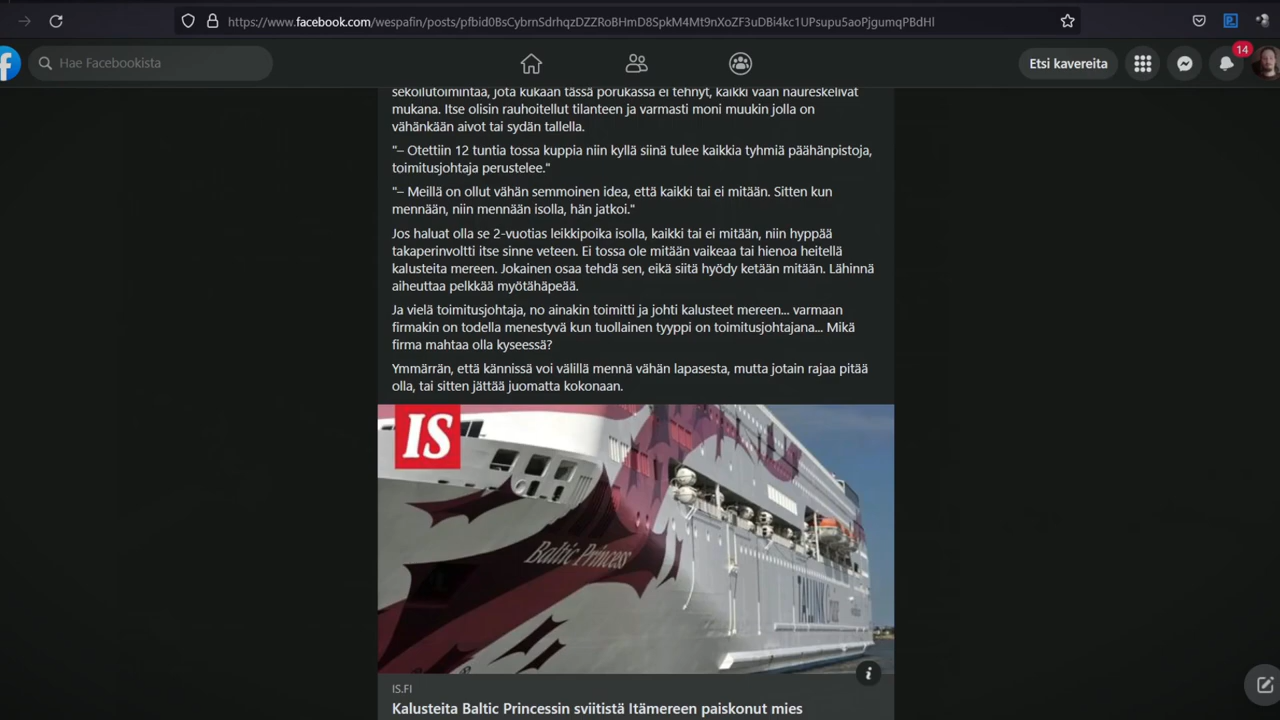 https://www.facebook.com/wespafin/posts/pfbid0BsCybrnSdrhqzDZZRoBHmD8SpkM4Mt9nXoZF3uDBi4kc1UPsupu5aoPjgumqPBdHl
Hae Facebookista
Etsi kavereita
14
sekoilutoimintaa, jota kukaan tässä porukassa ei tehnyt, kaikki vaan naureskelivat
mukana. Itse olisin rauhoitellut tilanteen ja varmasti moni muukin jolla on
vähänkään aivot tai sydän tallella.
"– Otettiin 12 tuntia tossa kuppia niin kyllä siinä tulee kaikkia tyhmiä päähänpistoja,
toimitusjohtaja perustelee."
"– Meillä on ollut vähän semmoinen idea, että kaikki tai ei mitään. Sitten kun
mennään, niin mennään isolla, hän jatkoi."
Jos haluat olla se 2-vuotias leikkipoika isolla, kaikki tai ei mitään, niin hyppää
takaperinvoltti itse sinne veteen. Ei tossa ole mitään vaikeaa tai hienoa heitellä
kalusteita mereen. Jokainen osaa tehdä sen, eikä siitä hyödy ketään mitään. Lähinnä
aiheuttaa pelkkää myötähäpeää.
Ja vielä toimitusjohtaja, no ainakin toimitti ja johti kalusteet mereen... varmaan
firmakin on todella menestyvä kun tuollainen tyyppi on toimitusjohtajana... Mikä
firma mahtaa olla kyseessä?
Ymmärrän, että kännissä voi välillä mennä vähän lapasesta, mutta jotain rajaa pitää
olla, tai sitten jättää juomatta kokonaan.
IS
Baltic Princess
TALLINK
IS.FI
Kalusteita Baltic Princessin sviitistä Itämereen paiskonut mies